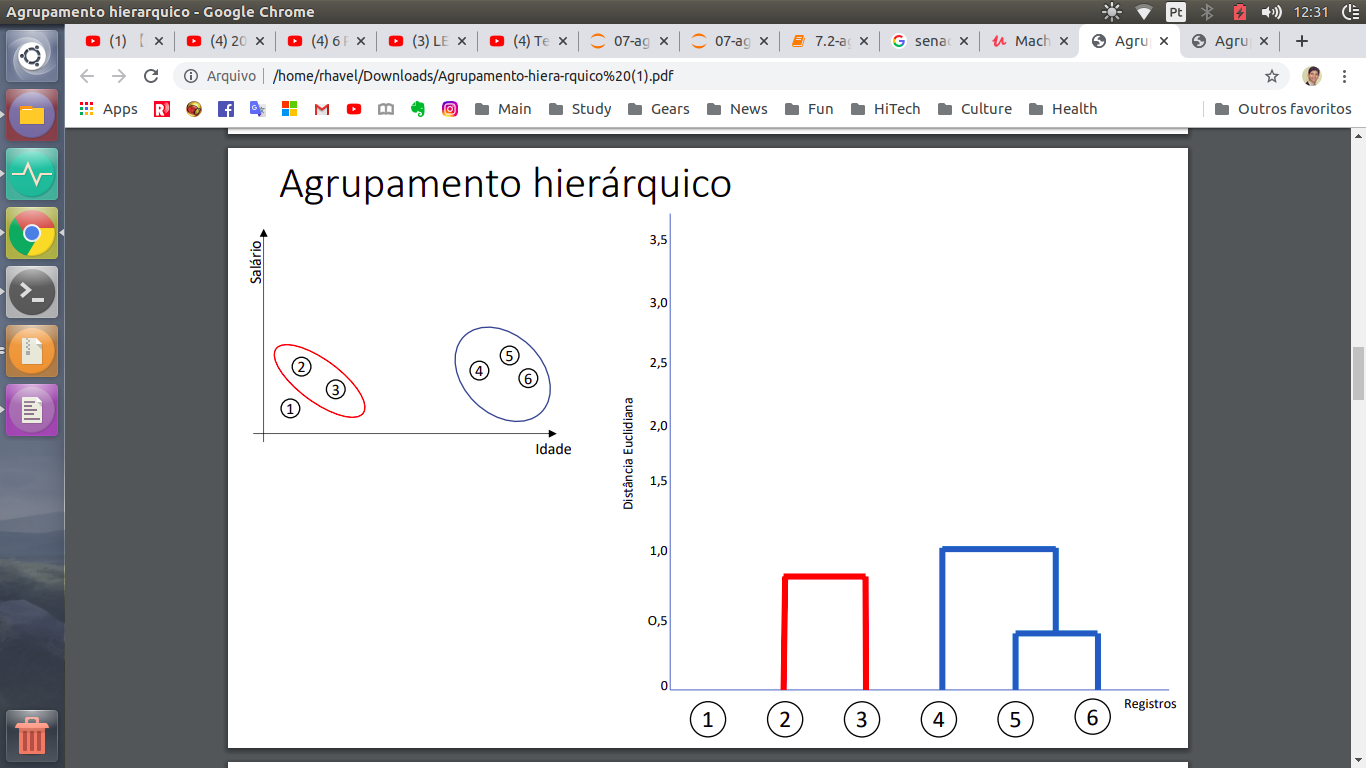 Agrupamento hierarquico - Google Chrome
Pt
12:31
(1)
(4) 20
(4) 6
(3) LE
(4) Te
07-ag
07-ag
7.2-ag
senac
Mach
Agru
Agru
Arquivo | /home/rhavel/Downloads/Agrupamento-hiera-rquico%20(1).pdf
Apps
Main
Study
Gears
News
Fun
HiTech
Culture
Health
Outros favoritos
Agrupamento hierárquico
Salário
2
3
1
4
5
6
Idade
Distância Euclidiana
3,5
3,0
2,5
2,0
1,5
1,0
O,5
0
Registros
1 2 3 4 5 6